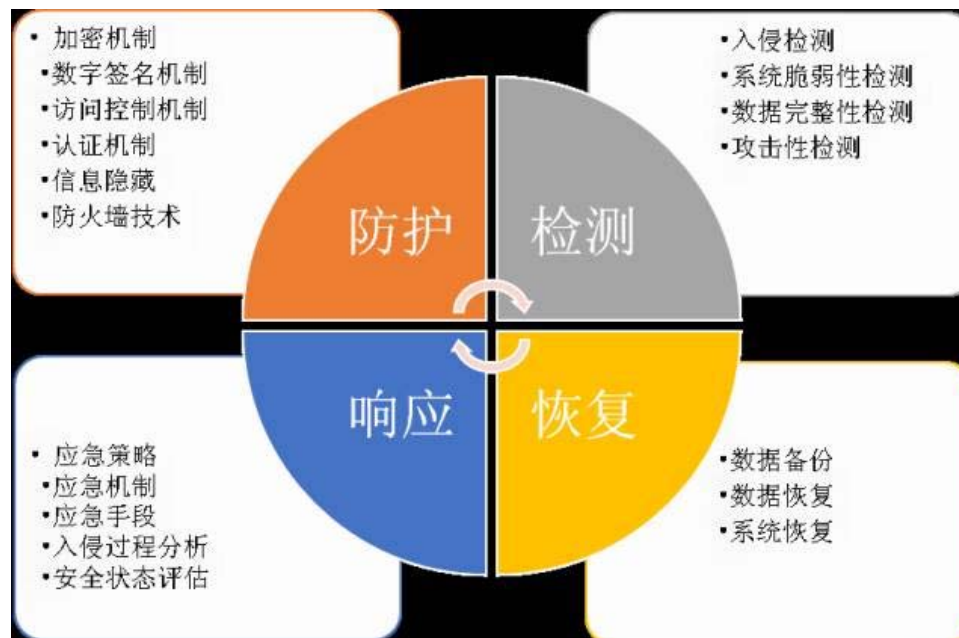 • 加密机制
•数字签名机制
•访问控制机制
•认证机制
•信息隐藏
•防火墙技术
•入侵检测
•系统脆弱性检测
•数据完整性检测
•攻击性检测
防护
检测
响应
恢复
• 应急策略
•应急机制
•应急手段
•入侵过程分析
•安全状态评估
•数据备份
•数据恢复
•系统恢复